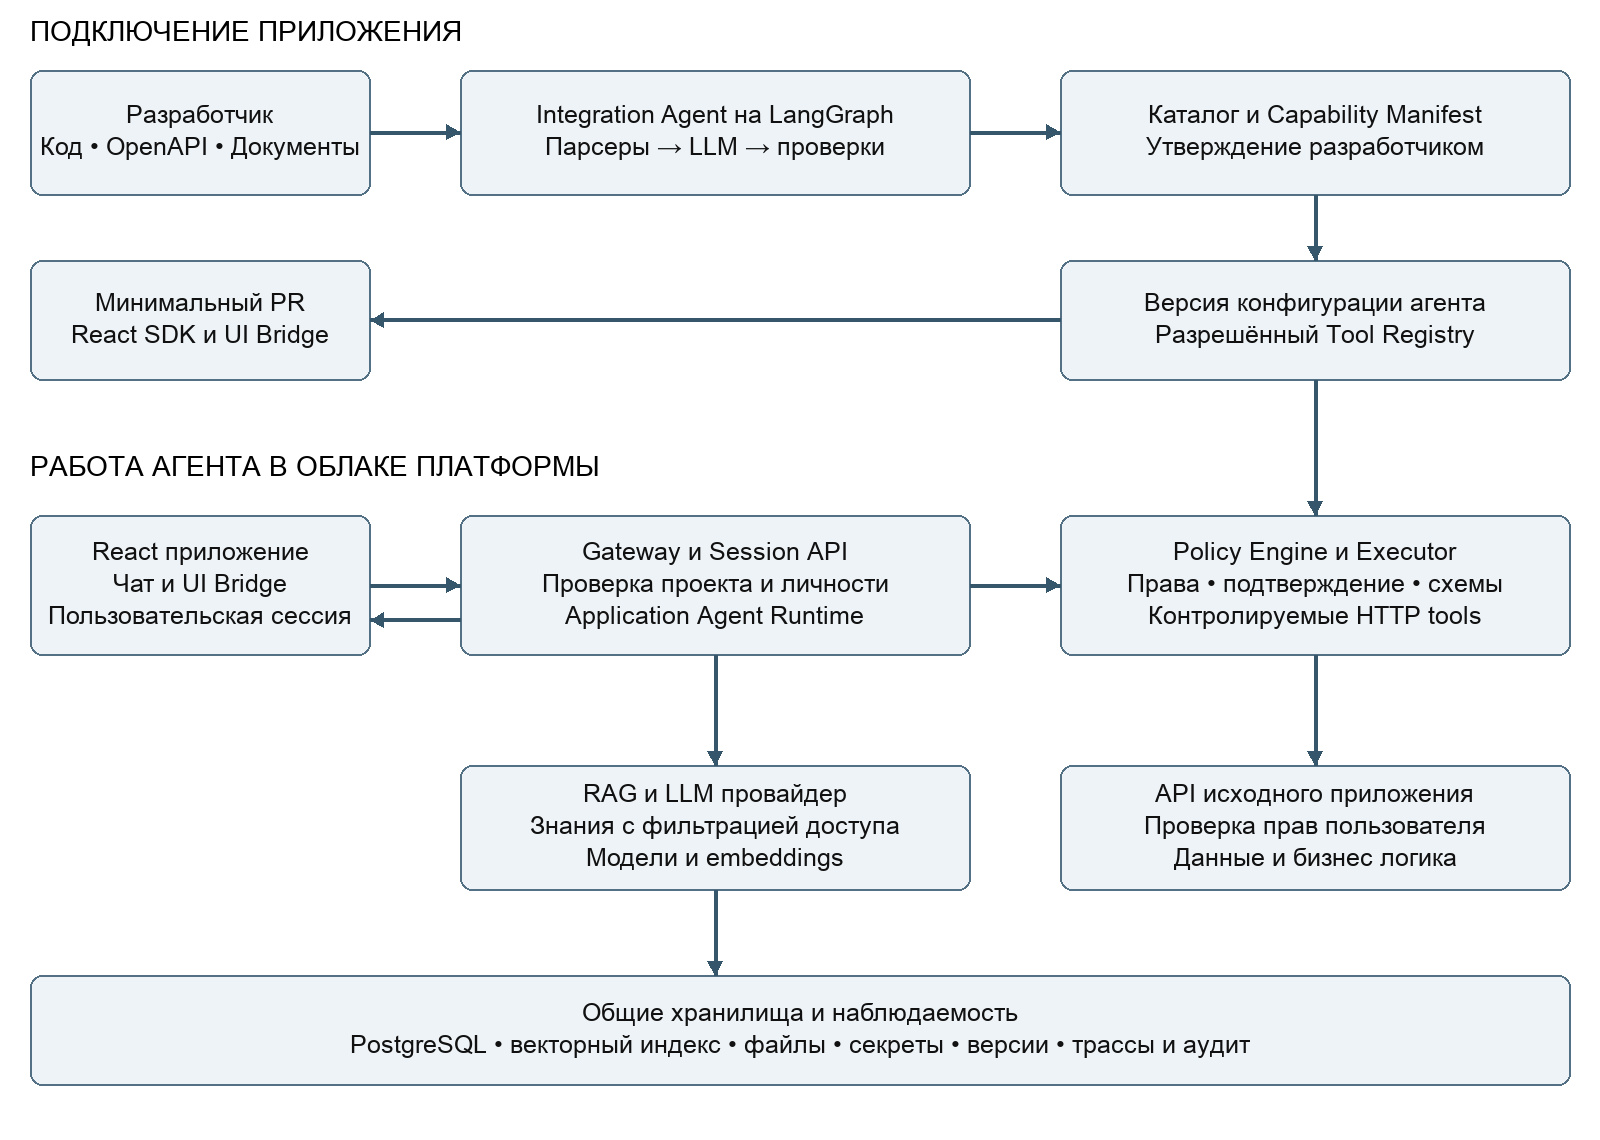 ПОДКЛЮЧЕНИЕ ПРИЛОЖЕНИЯ
Разработчик
Код • OpenAPI • Документы
Integration Agent на LangGraph
Парсеры → LLM → проверки
Каталог и Capability Manifest
Утверждение разработчиком
Минимальный PR
React SDK и UI Bridge
Версия конфигурации агента
Разрешённый Tool Registry
РАБОТА АГЕНТА В ОБЛАКЕ ПЛАТФОРМЫ
React приложение
Чат и UI Bridge
Пользовательская сессия
Gateway и Session API
Проверка проекта и личности
Application Agent Runtime
Policy Engine и Executor
Права • подтверждение • схемы
Контролируемые HTTP tools
RAG и LLM провайдер
Знания с фильтрацией доступа
Модели и embeddings
API исходного приложения
Проверка прав пользователя
Данные и бизнес логика
Общие хранилища и наблюдаемость
PostgreSQL • векторный индекс • файлы • секреты • версии • трассы и аудит